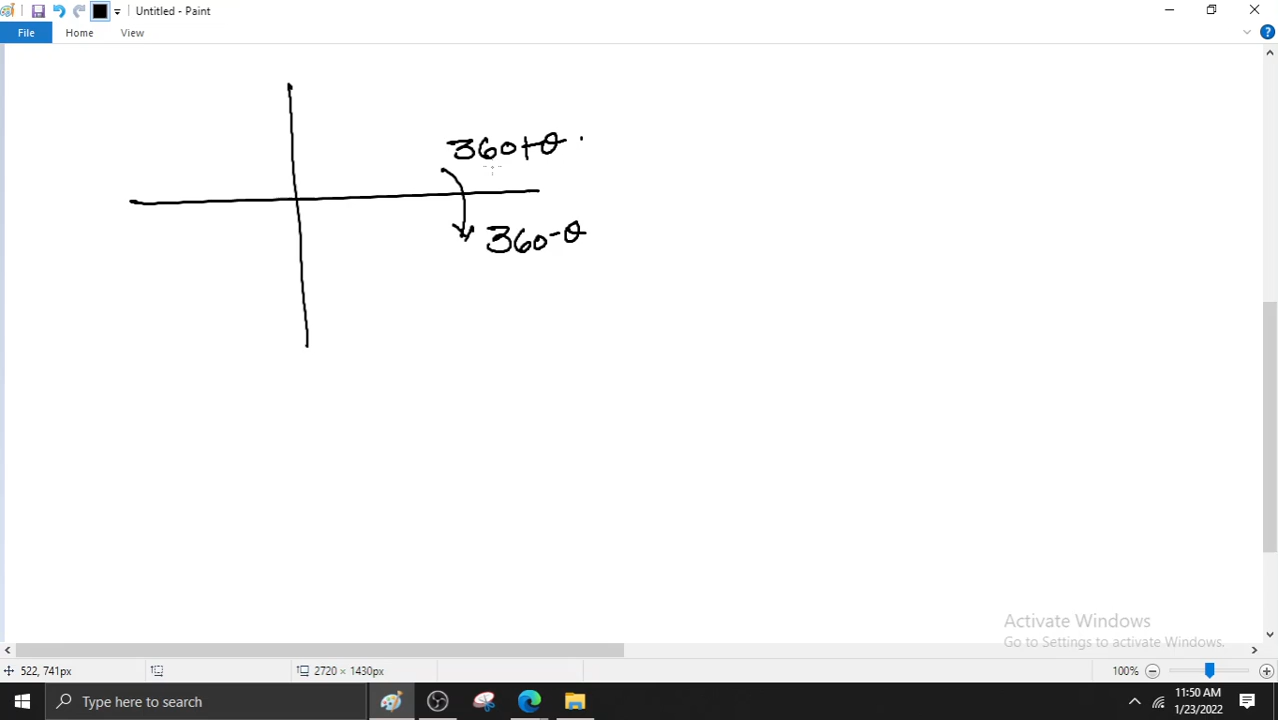 Untitled - Paint
File Home View
360+θ
360-θ
Activate Windows
Go to Settings to activate Windows.
522, 741px
2720 × 1430px
100%
Type here to search
11:50 AM
1/23/2022